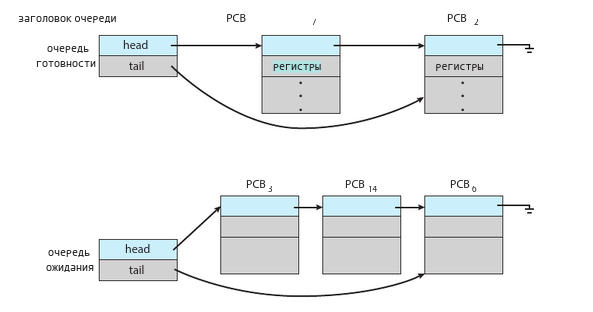 заголовок очереди PCB 7 PCB 2
очередь готовности head tail
регистры регистры
PCB 3 PCB 14 PCB 6
очередь ожидания head tail